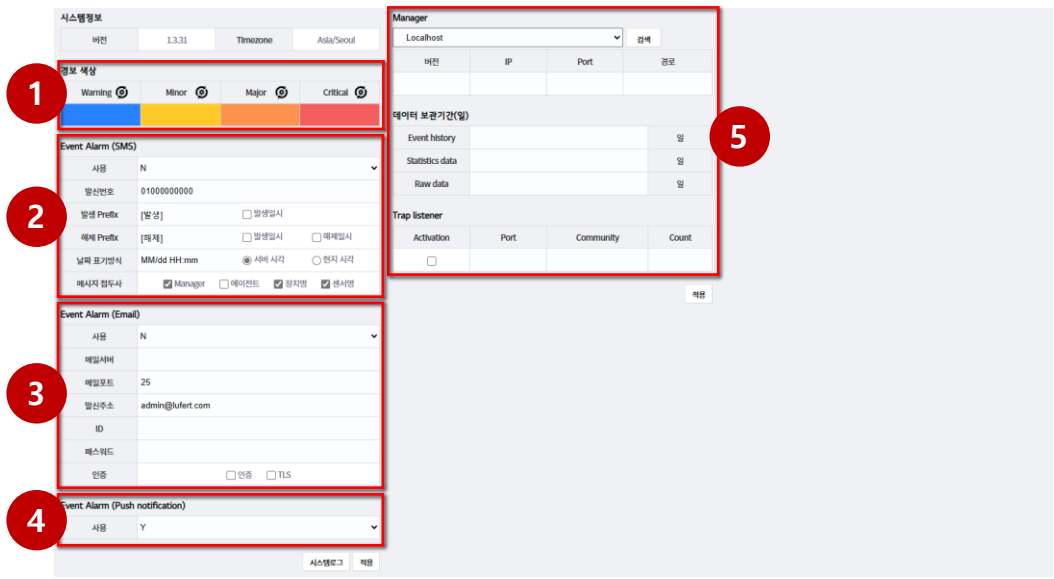 시스템정보
버전 1.3.31 Timezone Asia/Seoul
1
경보 색상
Warning Minor Major Critical
2
Event Alarm (SMS)
사용 N
발신번호 01000000000
발생 Prefix [발생] 발생일시
해제 Prefix [해제] 발생일시 해제일시
날짜 표기방식 MM/dd HH:mm 서버 시각 현지 시각
메시지 접두사 Manager 에이전트 장치명 센서명
3
Event Alarm (Email)
사용 N
메일서버
메일포트 25
발신주소 admin@lufert.com
ID
패스워드
인증 인증 TLS
4
Event Alarm (Push notification)
사용 Y
시스템로그 적용
5
Manager
Localhost 검색
버전 IP Port 경로
데이터 보관기간(일)
Event history 일
Statistics data 일
Raw data 일
Trap listener
Activation Port Community Count
적용